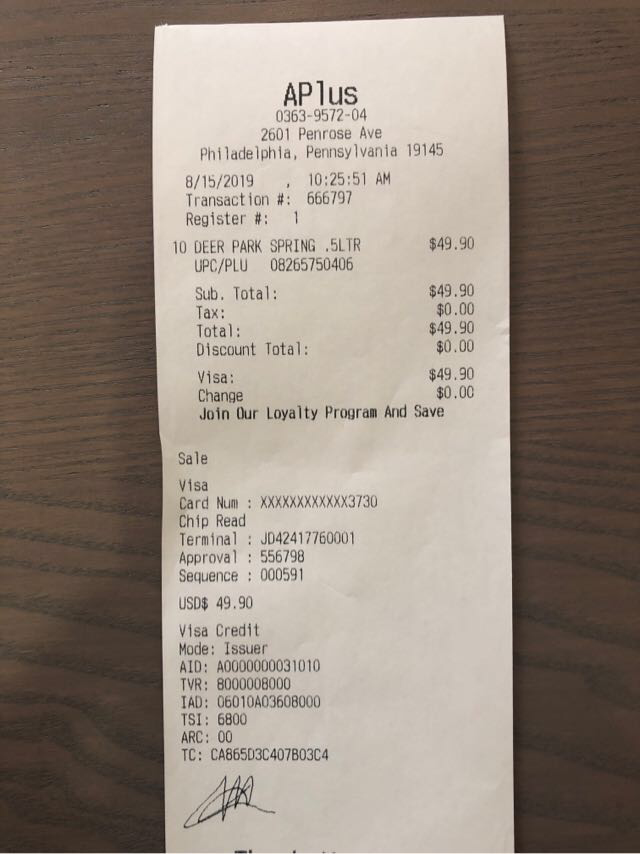 APlus
0363-9572-04
2601 Penrose Ave
Philadelphia, Pennsylvania 19145
8/15/2019 , 10:25:51 AM
Transaction #: 666797
Register #: 1
10 DEER PARK SPRING .5LTR $49.90
UPC/PLU 08265750406
Sub. Total: $49.90
Tax: $0.00
Total: $49.90
Discount Total: $0.00
Visa: $49.90
Change $0.00
Join Our Loyalty Program And Save
Sale
Visa
Card Num : XXXXXXXXXXXX3730
Chip Read
Terminal : JD42417760001
Approval : 556798
Sequence : 000591
USD$ 49.90
Visa Credit
Mode: Issuer
AID: A0000000031010
TVR: 8000008000
IAD: 06010A03608000
TSI: 6800
ARC: 00
TC: CA865D3C407B03C4